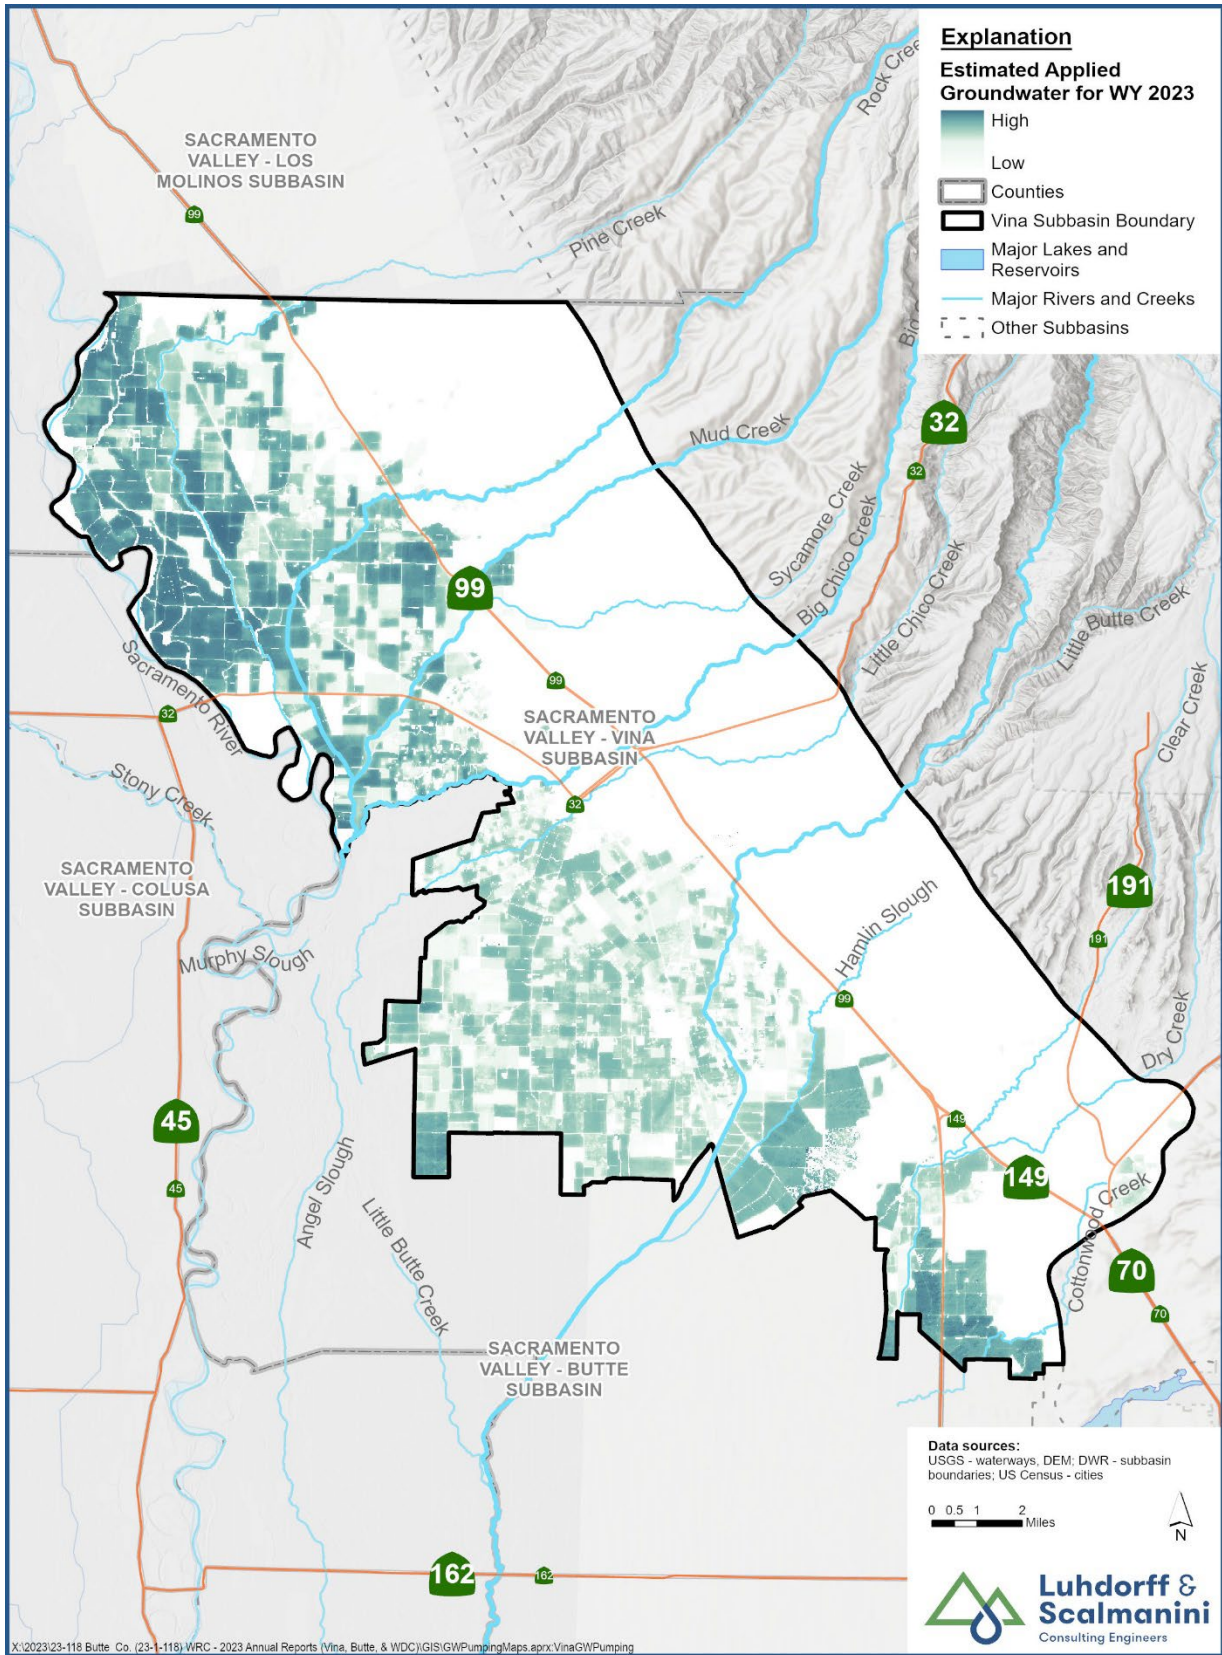 Explanation
Estimated Applied
Groundwater for WY 2023
High
Low
Counties
Vina Subbasin Boundary
Major Lakes and
Reservoirs
Major Rivers and Creeks
Other Subbasins
Rock Cree
SACRAMENTO
VALLEY - LOS
MOLINOS SUBBASIN
99
Pine Creek
Big
32
Mud Creek
32
Sycamore Creek
Big Chico Creek
99
Little Chico Creek
Little Butte Creek
Sacramento River
99
Clear Creek
32
SACRAMENTO
VALLEY - VINA
SUBBASIN
Stony Creek
32
SACRAMENTO
VALLEY - COLUSA
SUBBASIN
191
Hamlin Slough
191
Murphy Slough
99
Dry Creek
45
149
149
45
Angel Slough
Little Butte Creek
Cottonwood Creek
70
70
SACRAMENTO
VALLEY - BUTTE
SUBBASIN
Data sources:
USGS - waterways, DEM; DWR - subbasin
boundaries; US Census - cities
0 0.5 1 2
Miles
N
162
162
Luhdorff &
Scalmanini
Consulting Engineers
X:\2023\23-118 Butte Co. (23-1-118) WRC - 2023 Annual Reports (Vina, Butte, & WDC)\GIS\GWPumpingMaps.aprx:VinaGWPumping